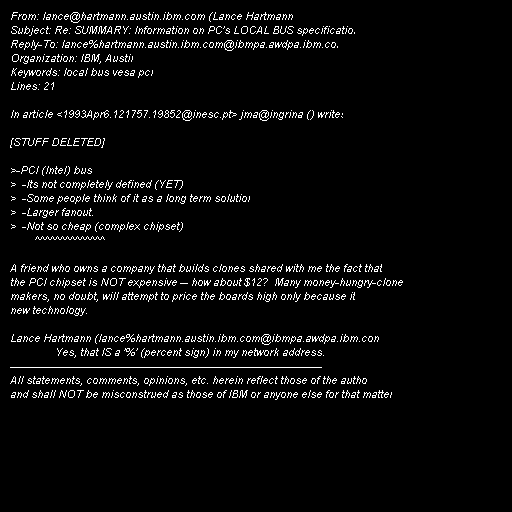 From: lance@hartmann.austin.ibm.com (Lance Hartmann
Subject: Re: SUMMARY: Information on PC's LOCAL BUS specificatio.
Reply-To: lance%hartmann.austin.ibm.com@ibmpa.awdpa.ibm.co.
Organization: IBM, Austin
Keywords: local bus vesa pci
Lines: 21

In article <1993Apr6.121757.19852@inesc.pt> jma@ingrina () write:

[STUFF DELETED]

>-PCI (Intel) bus
> -Its not completely defined (YET)
> -Some people think of it as a long term solution
> -Larger fanout.
> -Not so cheap (complex chipset)
^^^^^^^^^^^^^^

A friend who owns a company that builds clones shared with me the fact that
the PCI chipset is NOT expensive -- how about $12? Many money-hungry-clone
makers, no doubt, will attempt to price the boards high only because it
new technology.

Lance Hartmann (lance%hartmann.austin.ibm.com@ibmpa.awdpa.ibm.con
Yes, that IS a '%' (percent sign) in my network address.
------------------------------------------------------------------------------
All statements, comments, opinions, etc. herein reflect those of the autho
and shall NOT be misconstrued as those of IBM or anyone else for that matter